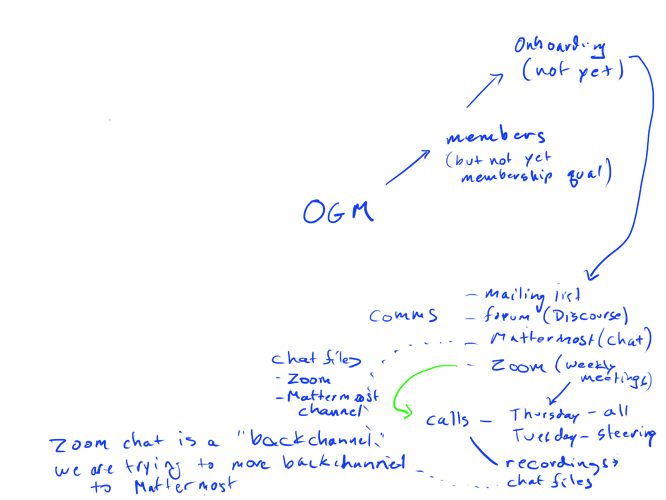 Onboarding
(not yet)
members
(but not yet
membership qual)
OGM
- mailing list
comms - forum (Discourse)
- Mattermost (chat)
- Zoom (weekly
meetings)
chat files
- Zoom
- Mattermost
channel
calls - Thursday - all
Tuesday - steering
Zoom chat is a "backchannel"
we are trying to move backchannel
to Mattermost
recordings
chat files